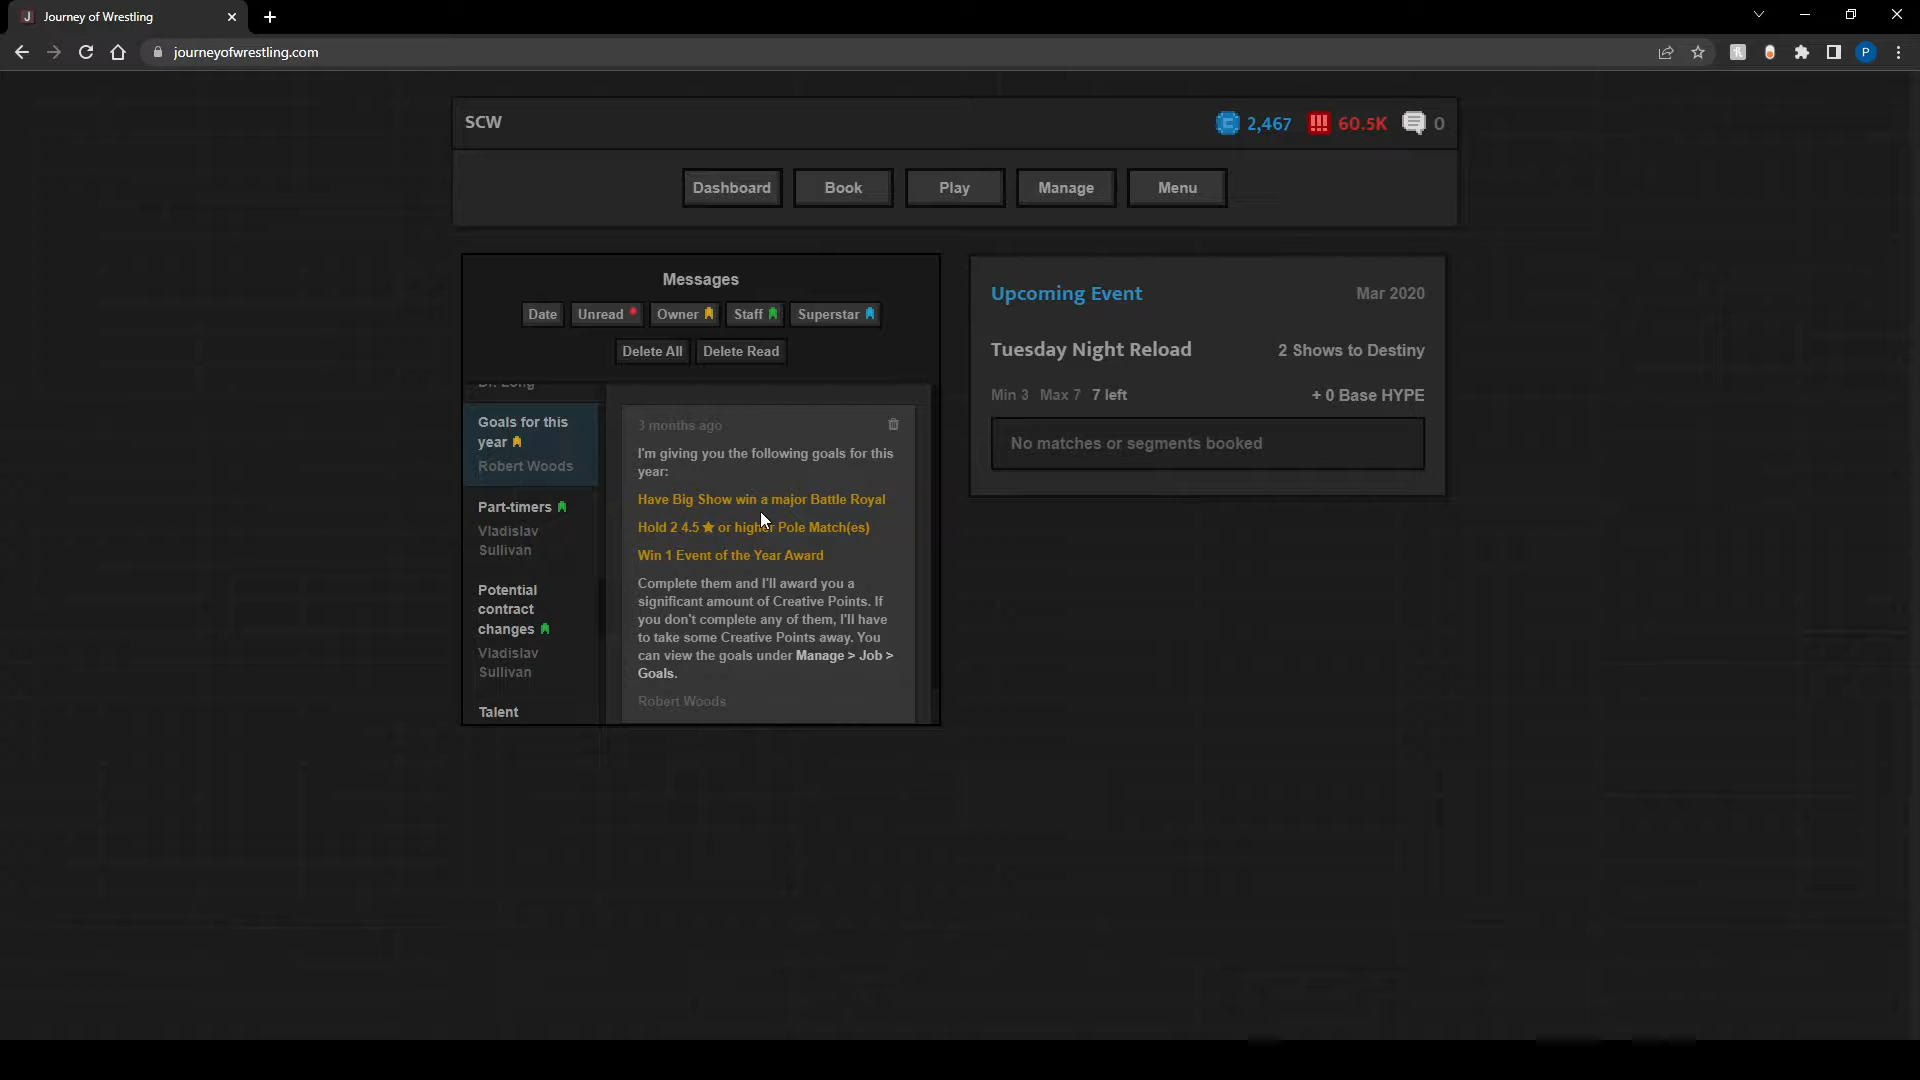 Journey of Wrestling
journeyofwrestling.com
P
SCW
2,467
60.5K
0
Dashboard
Book
Play
Manage
Menu
Messages
Date
Unread
Owner
Staff
Superstar
Delete All
Delete Read
Dr. Long
Goals for this
year
Robert Woods
Part-timers
Vladislav
Sullivan
Potential
contract
changes
Vladislav
Sullivan
Talent
3 months ago
I'm giving you the following goals for this
year:
Have Big Show win a major Battle Royal
Hold 2 4.5 ★ or higher Pole Match(es)
Win 1 Event of the Year Award
Complete them and I'll award you a
significant amount of Creative Points. If
you don't complete any of them, I'll have
to take some Creative Points away. You
can view the goals under Manage > Job >
Goals.
Robert Woods
Upcoming Event
Mar 2020
Tuesday Night Reload
2 Shows to Destiny
Min 3 Max 7 7 left
+ 0 Base HYPE
No matches or segments booked